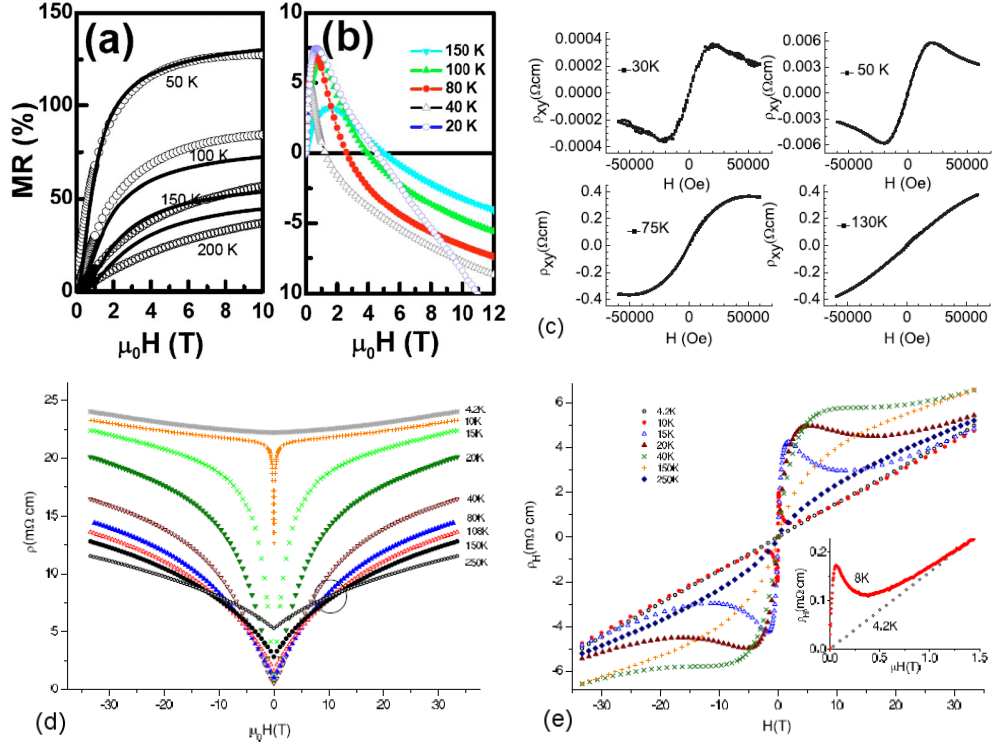 (a)
150
100
50
0
MR (%)
50 K
100 K
150 K
200 K
0 2 4 6 8 10
μ₀H (T)
(b)
10
5
0
-5
10
150 K
100 K
80 K
40 K
20 K
0 2 4 6 8 10 12
μ₀H (T)
0.0004
0.0002
0.0000
-0.0002
-0.0004
ρxy(Ωcm)
30K
-50000 0 50000
H (Oe)
0.006
0.003
0.000
-0.003
-0.006
ρxy(Ωcm)
50 K
-50000 0 50000
H (Oe)
0.4
0.2
0.0
-0.2
-0.4
ρxy(Ωcm)
75K
-50000 0 50000
H (Oe)
0.4
0.2
0.0
-0.2
-0.4
ρxy(Ωcm)
130K
-50000 0 50000
H (Oe)
(c)
25
20
15
10
5
0
ρ(mΩ cm)
4.2K
10K
15K
20K
40K
80K
108K
150K
250K
-30 -20 -10 0 10 20 30
μ₀H(T)
(d)
6
4
2
0
-2
-4
-6
ρH(mΩ cm)
4.2K
10K
15K
20K
40K
150K
250K
-30 -20 -10 0 10 20 30
H(T)
(e)
0.2
0.1
0.0
ρH(mΩ cm)
8K
4.2K
0.0 0.5 1.0 1.5
μH(T)